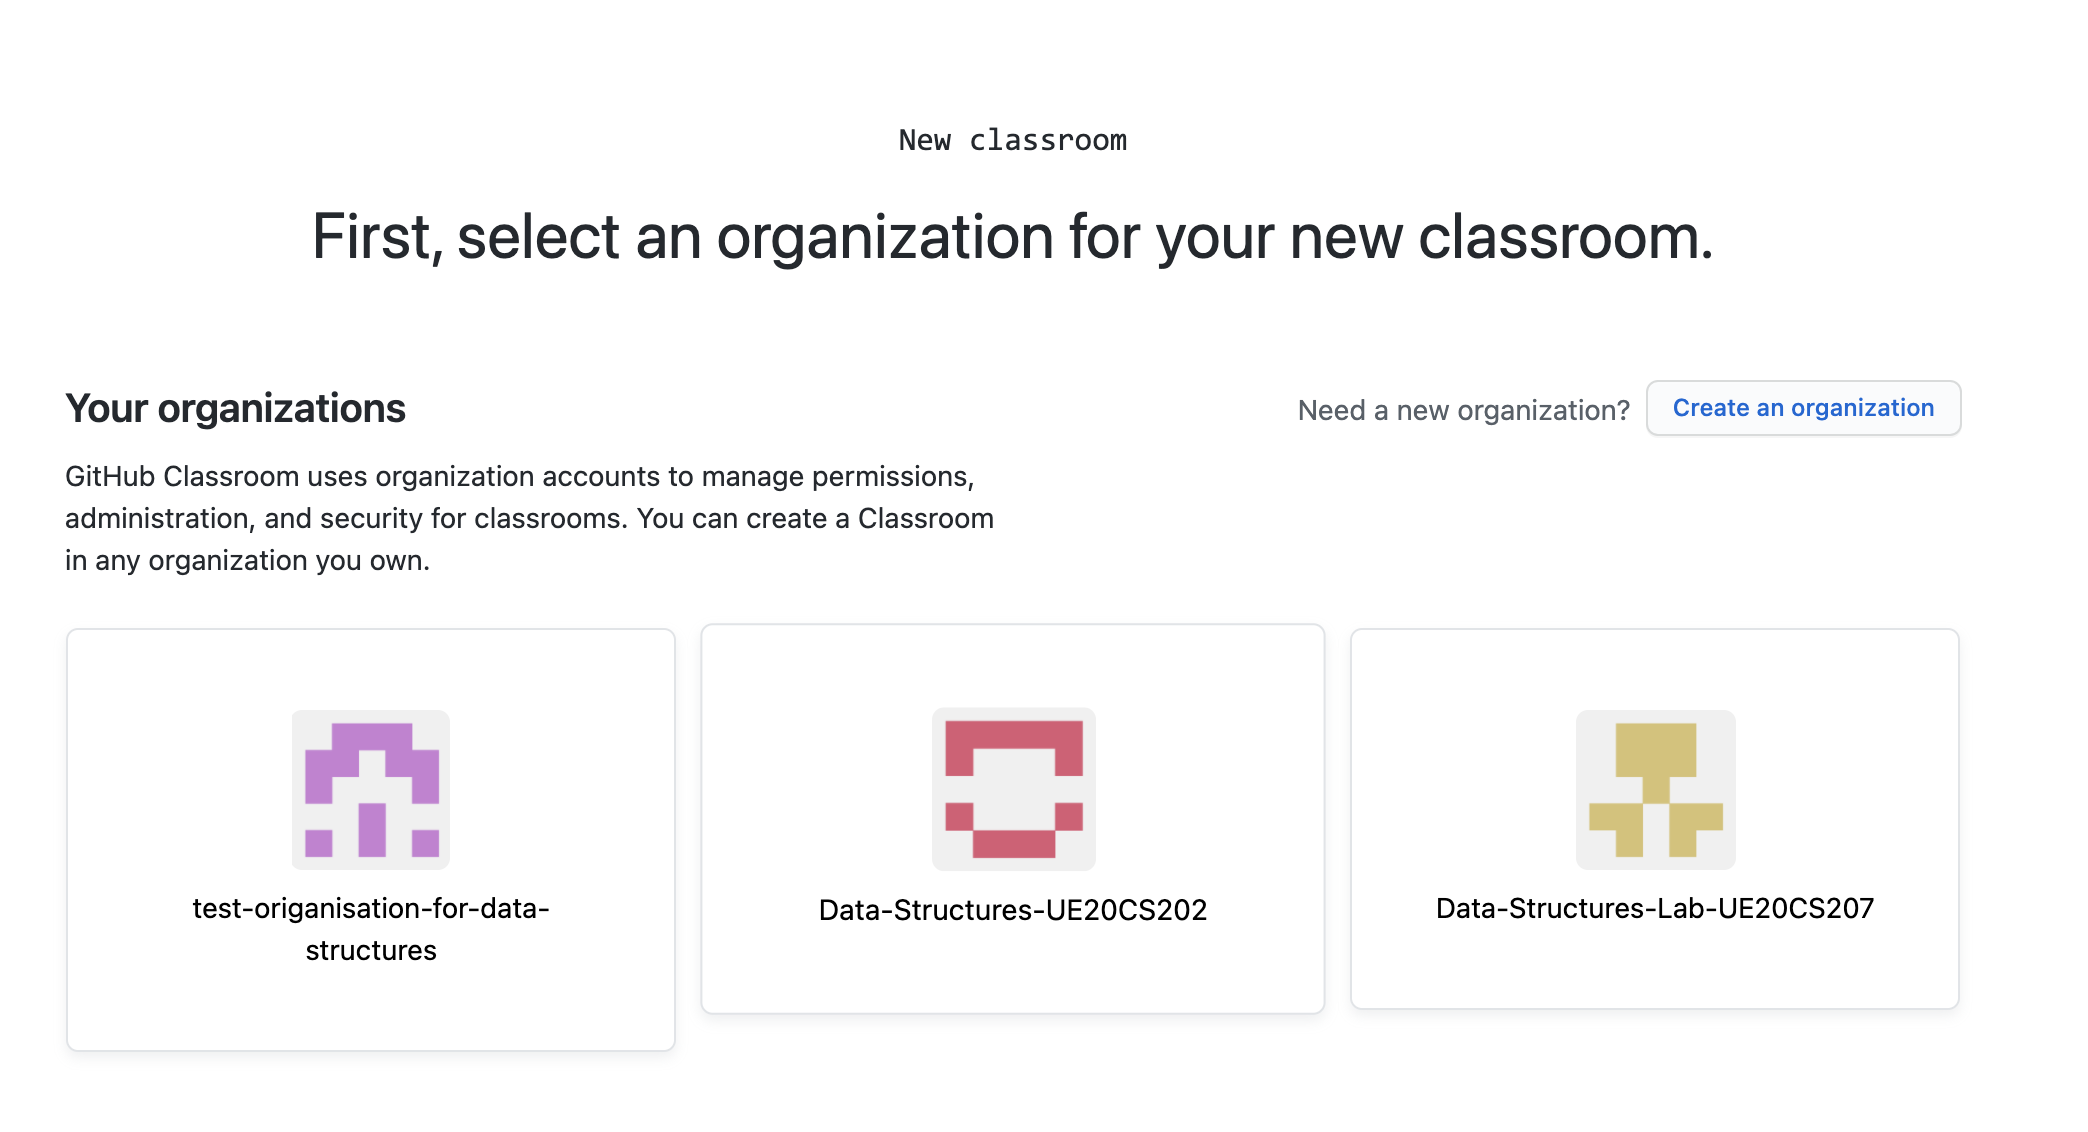 New classroom
First, select an organization for your new classroom.
Your organizations
Need a new organization? Create an organization
GitHub Classroom uses organization accounts to manage permissions,
administration, and security for classrooms. You can create a Classroom
in any organization you own.
test-origanisation-for-data-
structures
Data-Structures-UE20CS202
Data-Structures-Lab-UE20CS207